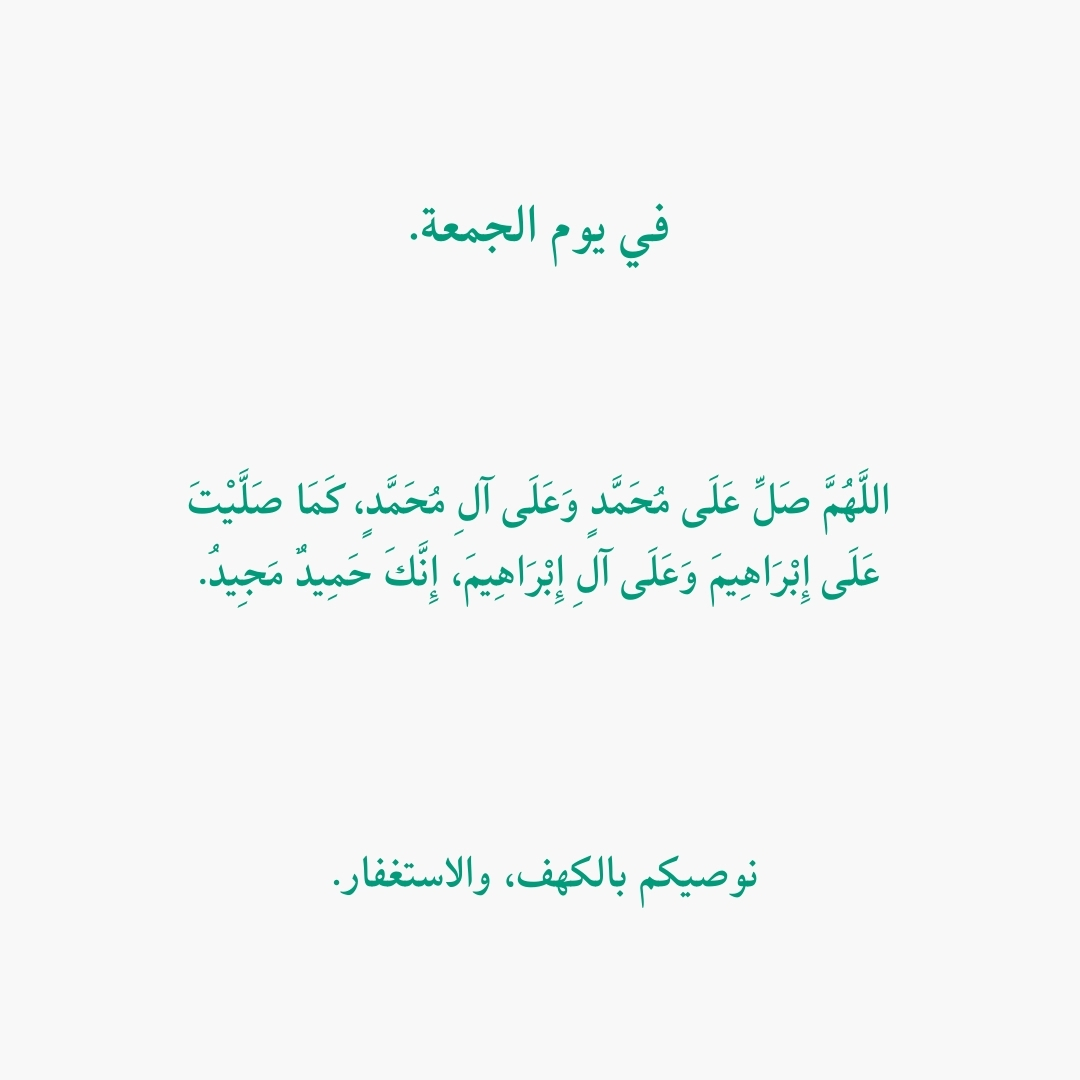 في يوم الجمعة.
اللَّهُمَّ صَلِّ عَلَى مُحَمَّدٍ وَعَلَى آلِ مُحَمَّدٍ، كَمَا صَلَّيْتَ
عَلَى إِبْرَاهِيمَ وَعَلَى آلِ إِبْرَاهِيمَ، إِنَّكَ حَمِيدٌ مَجِيدُ.
نوصيكم بالكهف، والاستغفار.